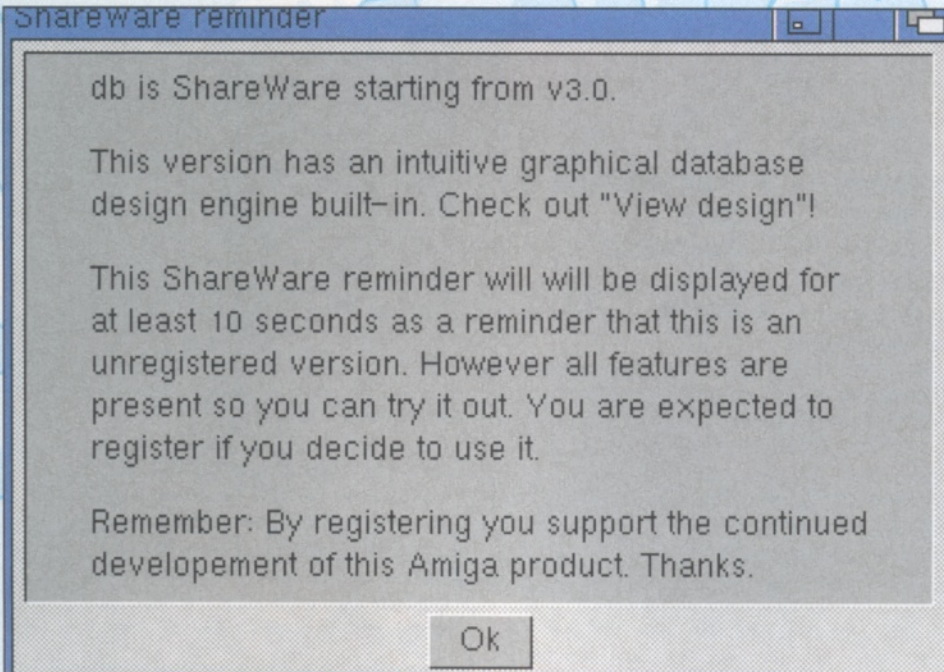 ShareWare reminder
db is ShareWare starting from v3.0.
This version has an intuitive graphical database
design engine built-in. Check out "View design"!
This ShareWare reminder will will be displayed for
at least 10 seconds as a reminder that this is an
unregistered version. However all features are
present so you can try it out. You are expected to
register if you decide to use it.
Remember: By registering you support the continued
developement of this Amiga product. Thanks.
Ok